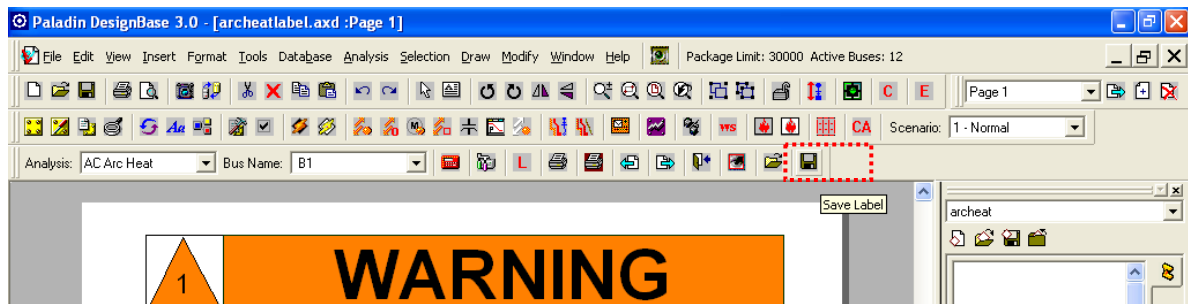 Paladin DesignBase 3.0 - [archeatlabel.axd :Page 1]
File Edit View Insert Format Tools Database Analysis Selection Draw Modify Window Help Package Limit: 30000 Active Buses: 12
C E Page 1
Aa WS CA Scenario: 1 - Normal
Analysis: AC Arc Heat Bus Name: B1 L
Save Label
archeat
WARNING
1